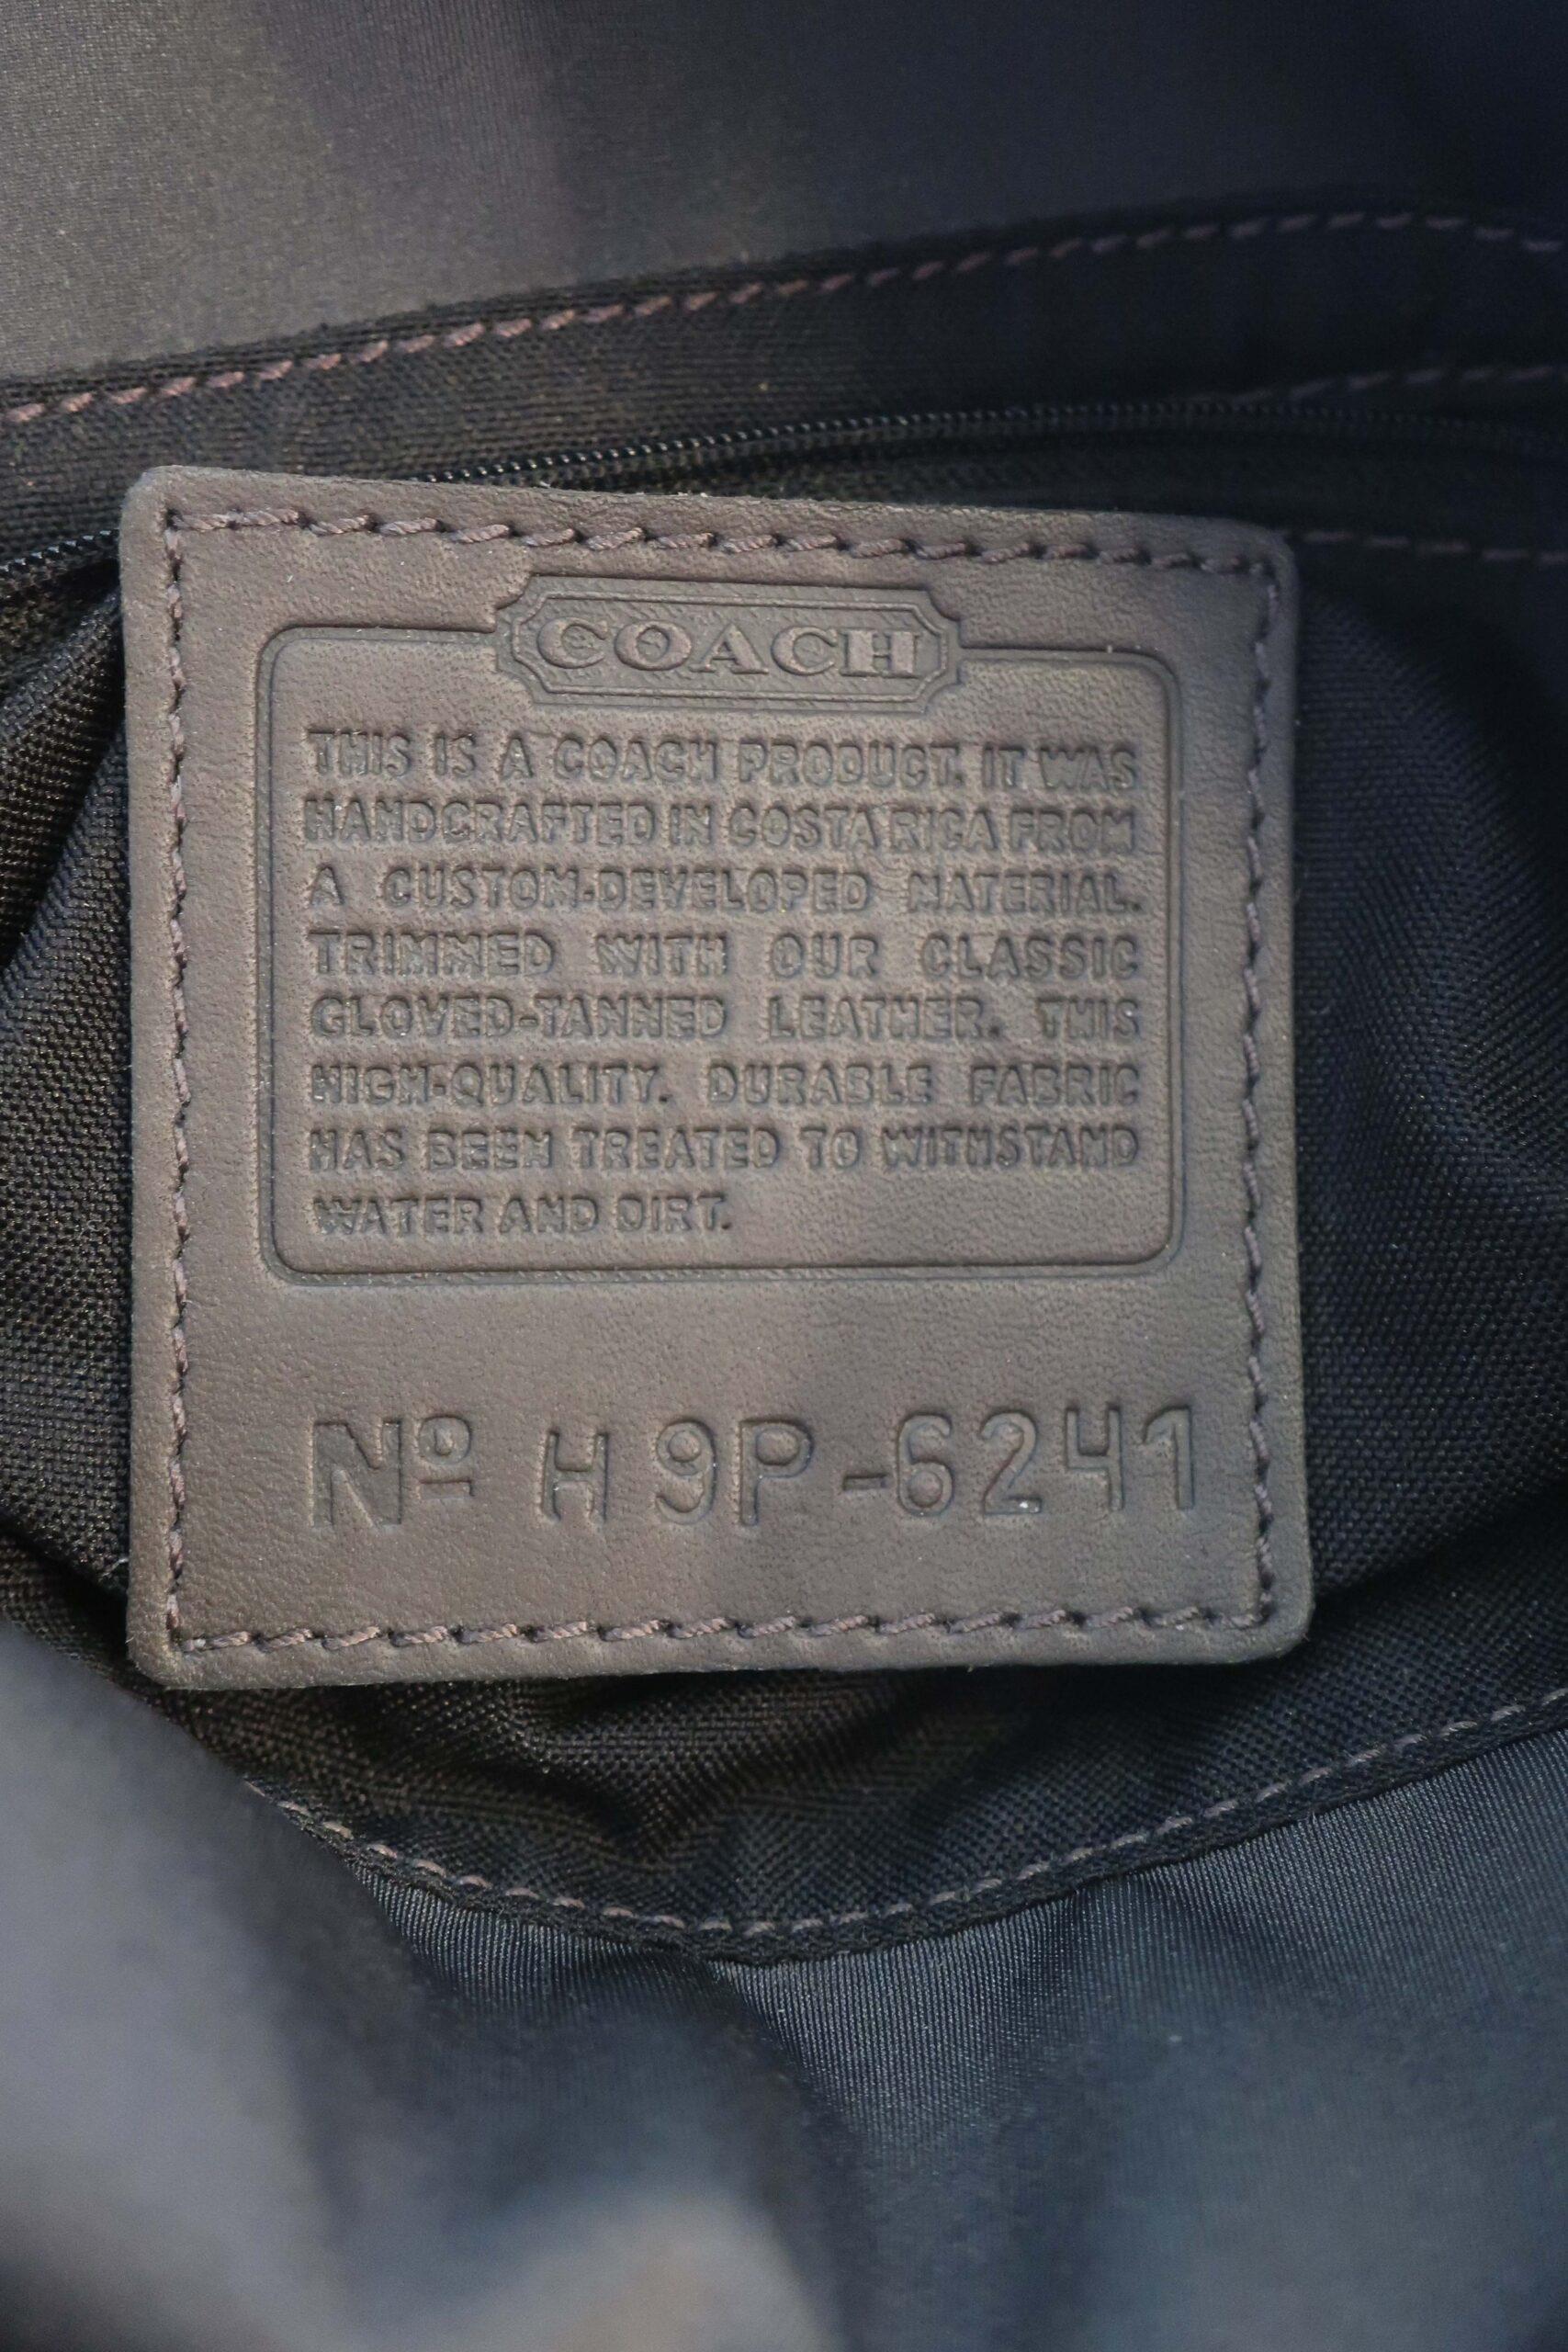 COACH
THIS IS A COACH PRODUCT. IT WAS
HANDCRAFTED IN COSTA RICA FROM
A CUSTOM-DEVELOPED MATERIAL.
TRIMMED WITH OUR CLASSIC
GLOVED-TANNED LEATHER. THIS
HIGH-QUALITY. DURABLE FABRIC
HAS BEEN TREATED TO WITHSTAND
WATER AND DIRT.
Nº H9P-6241